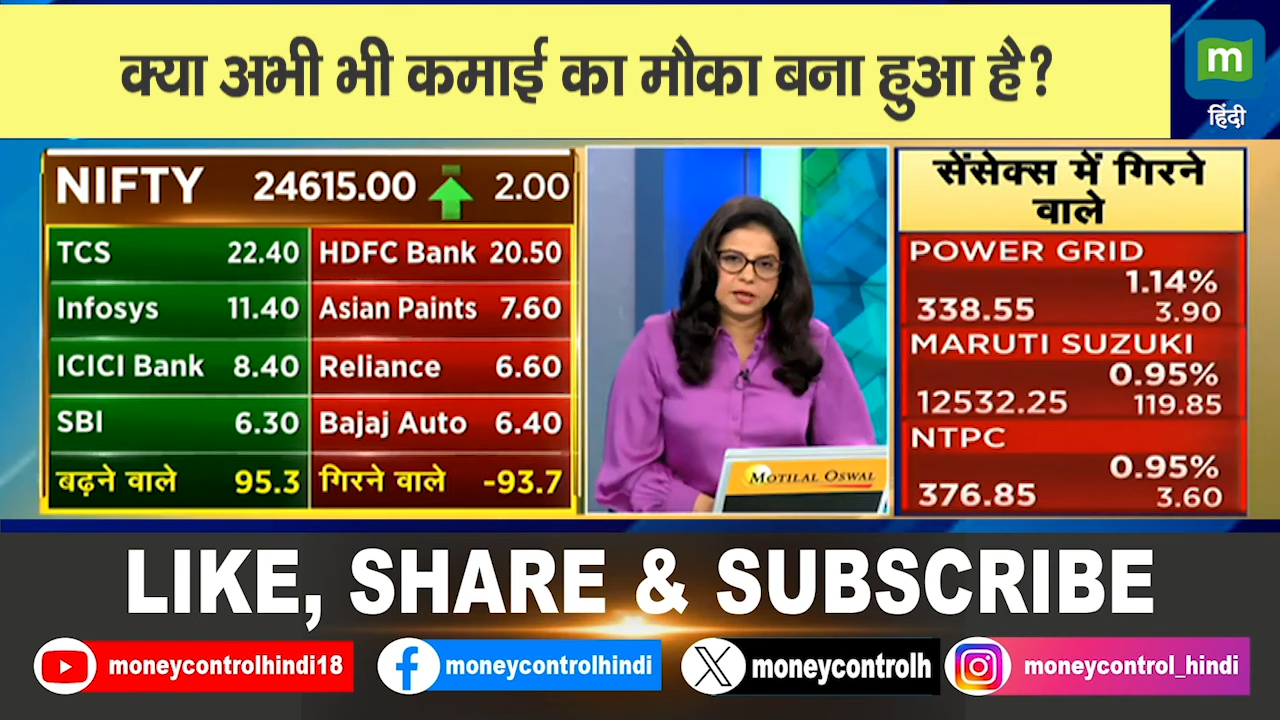 क्या अभी भी कमाई का मौका बना हुआ है?
m
हिंदी
NIFTY 24615.00 2.00
TCS 22.40 HDFC Bank 20.50
Infosys 11.40 Asian Paints 7.60
ICICI Bank 8.40 Reliance 6.60
SBI 6.30 Bajaj Auto 6.40
बढ़ने वाले 95.3 गिरने वाले -93.7
MOTILAL OSWAL
सेंसेक्स में गिरने
वाले
POWER GRID
1.14%
338.55 3.90
MARUTI SUZUKI
0.95%
12532.25 119.85
NTPC
0.95%
376.85 3.60
LIKE, SHARE & SUBSCRIBE
moneycontrolhindi18 moneycontrolhindi moneycontrolh moneycontrol_hindi